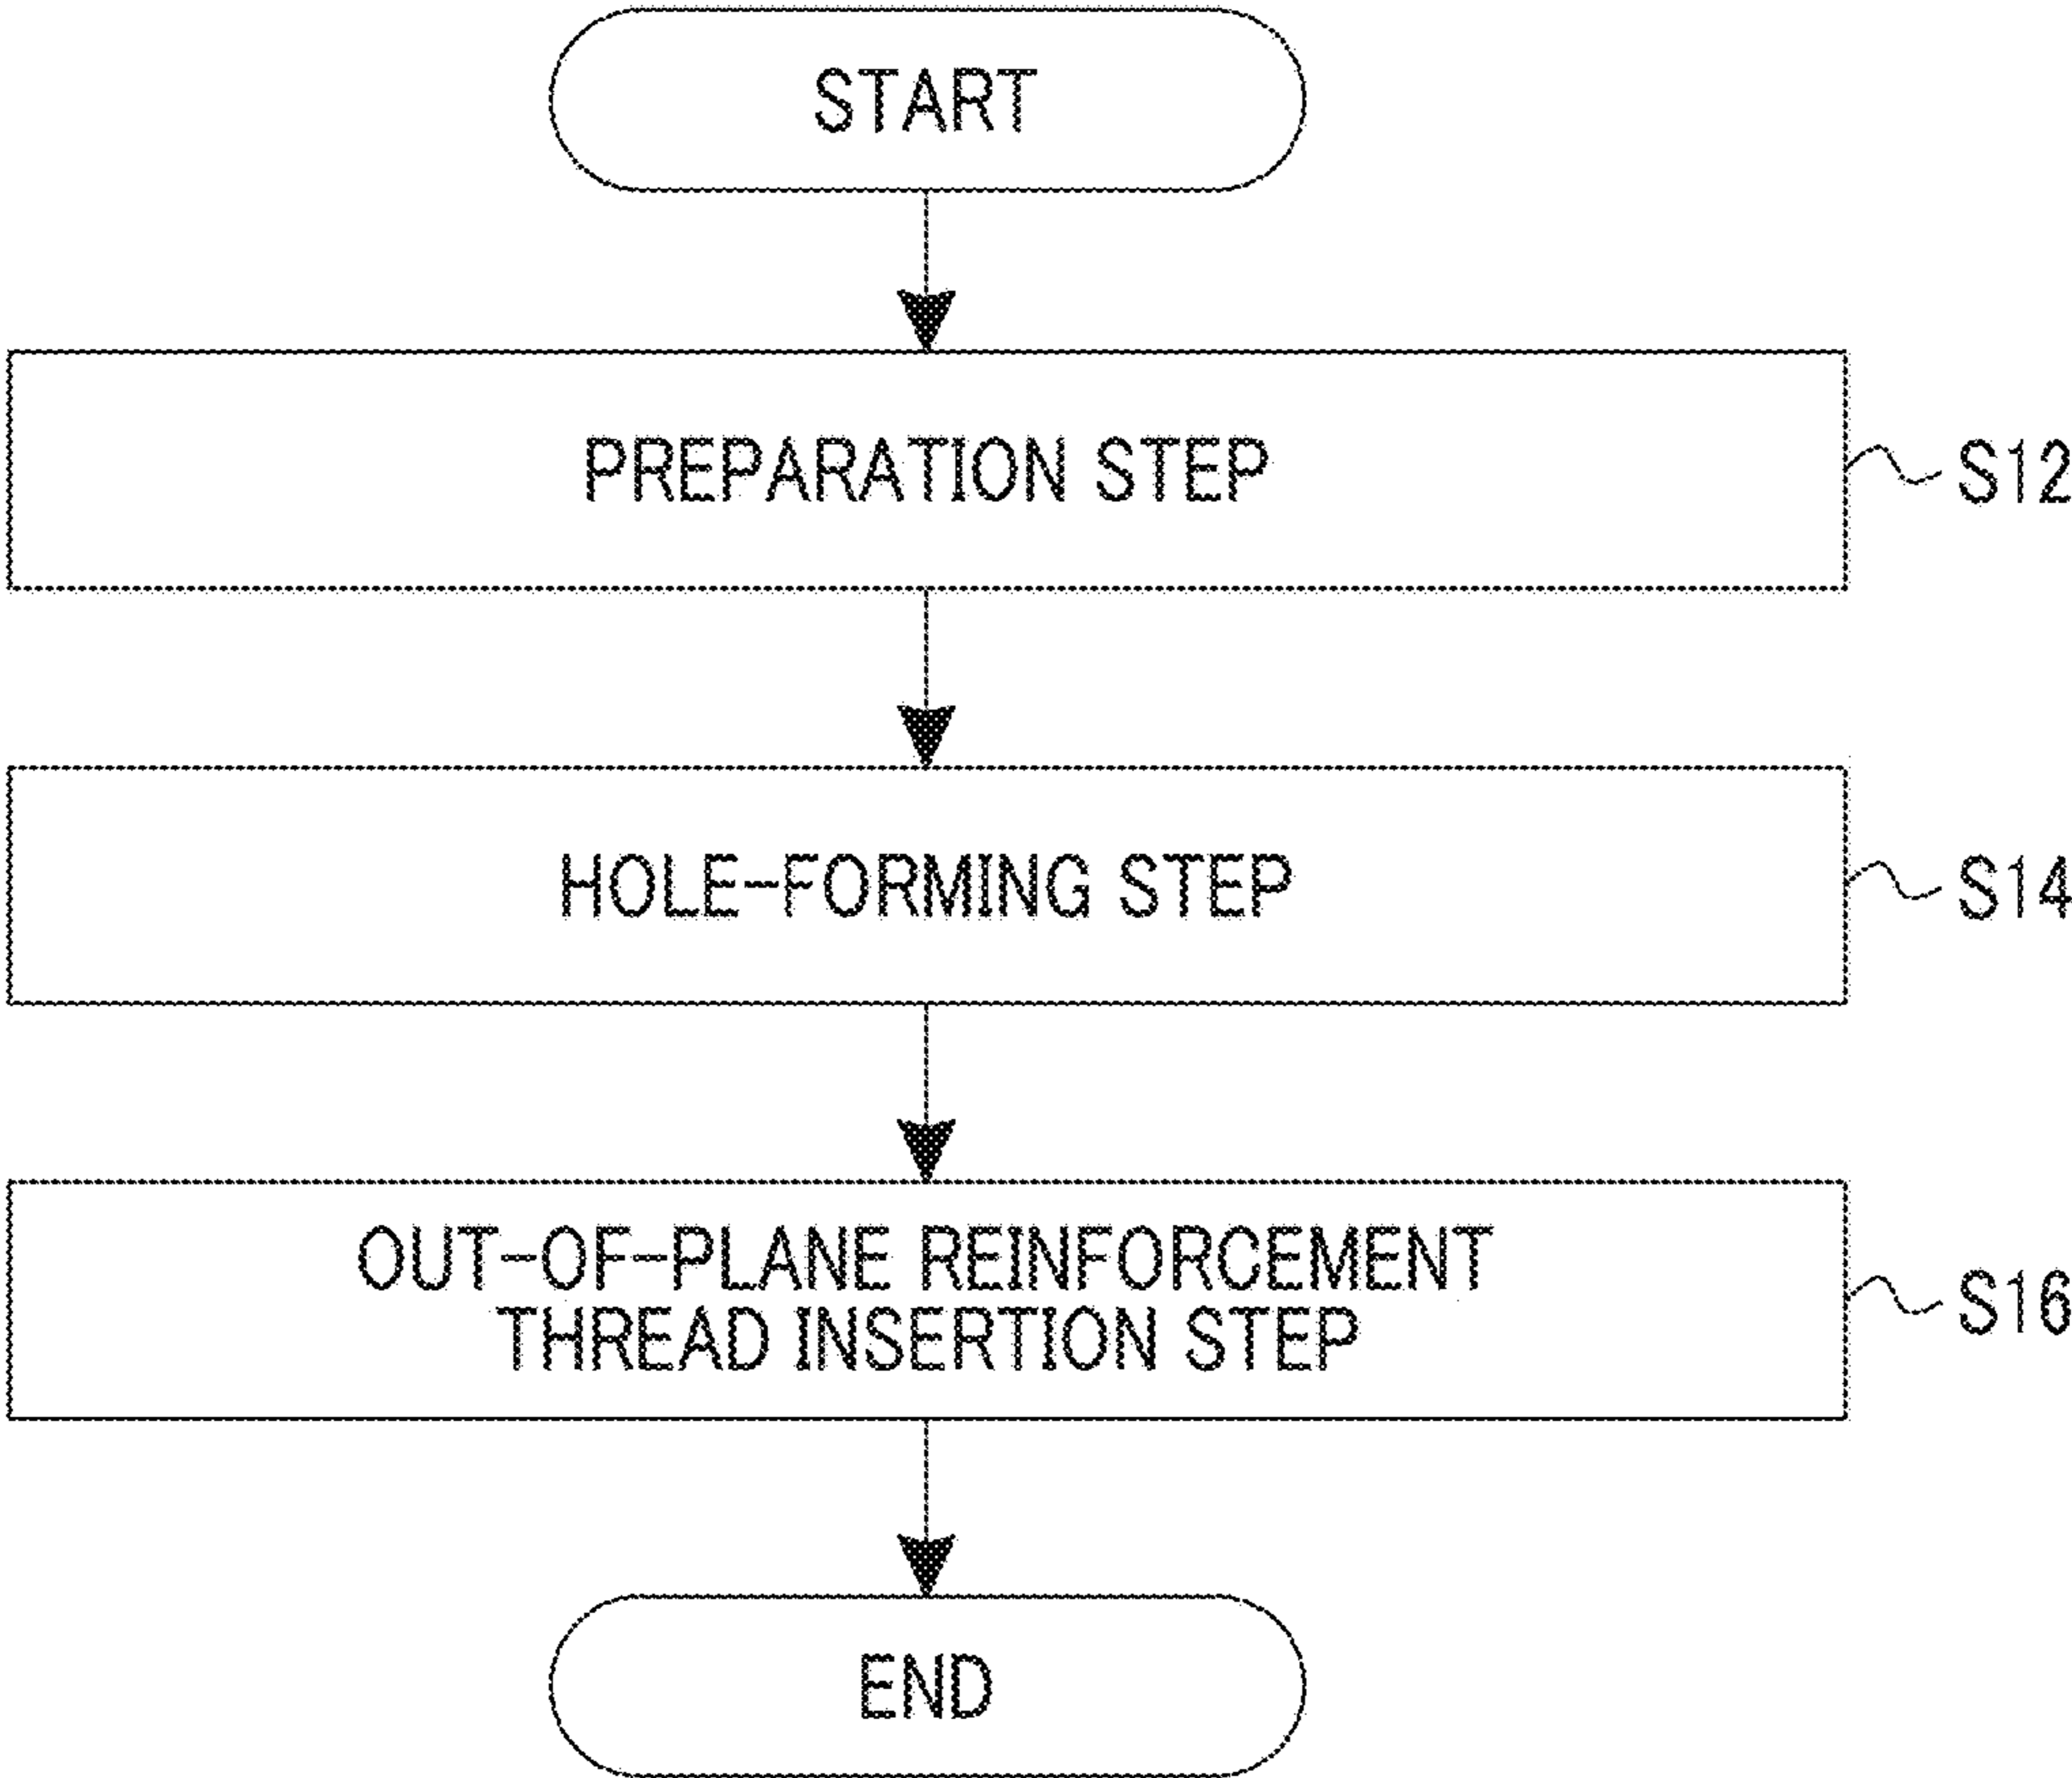 START
PREPARATION STEP
S12
HOLE-FORMING STEP
S14
OUT-OF-PLANE REINFORCEMENT
THREAD INSERTION STEP
S16
END